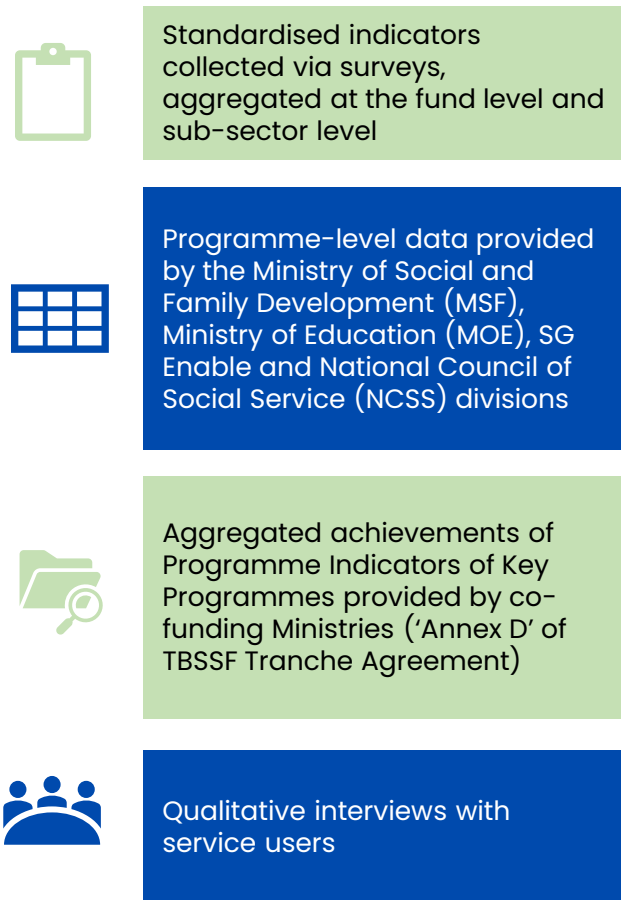 Standardised indicators
collected via surveys,
aggregated at the fund level and
sub-sector level
Programme-level data provided
by the Ministry of Social and
Family Development (MSF),
Ministry of Education (MOE), SG
Enable and National Council of
Social Service (NCSS) divisions
Aggregated achievements of
Programme Indicators of Key
Programmes provided by co-
funding Ministries (‘Annex D’ of
TBSSF Tranche Agreement)
Qualitative interviews with
service users